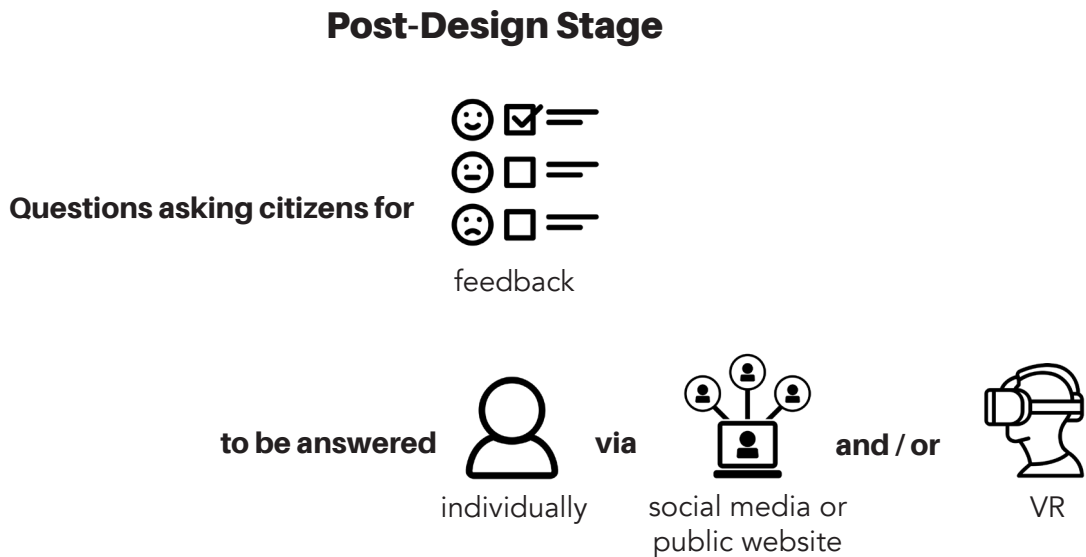 Post-Design Stage
Questions asking citizens for
feedback
to be answered
individually
via
social media or
public website
and / or
VR